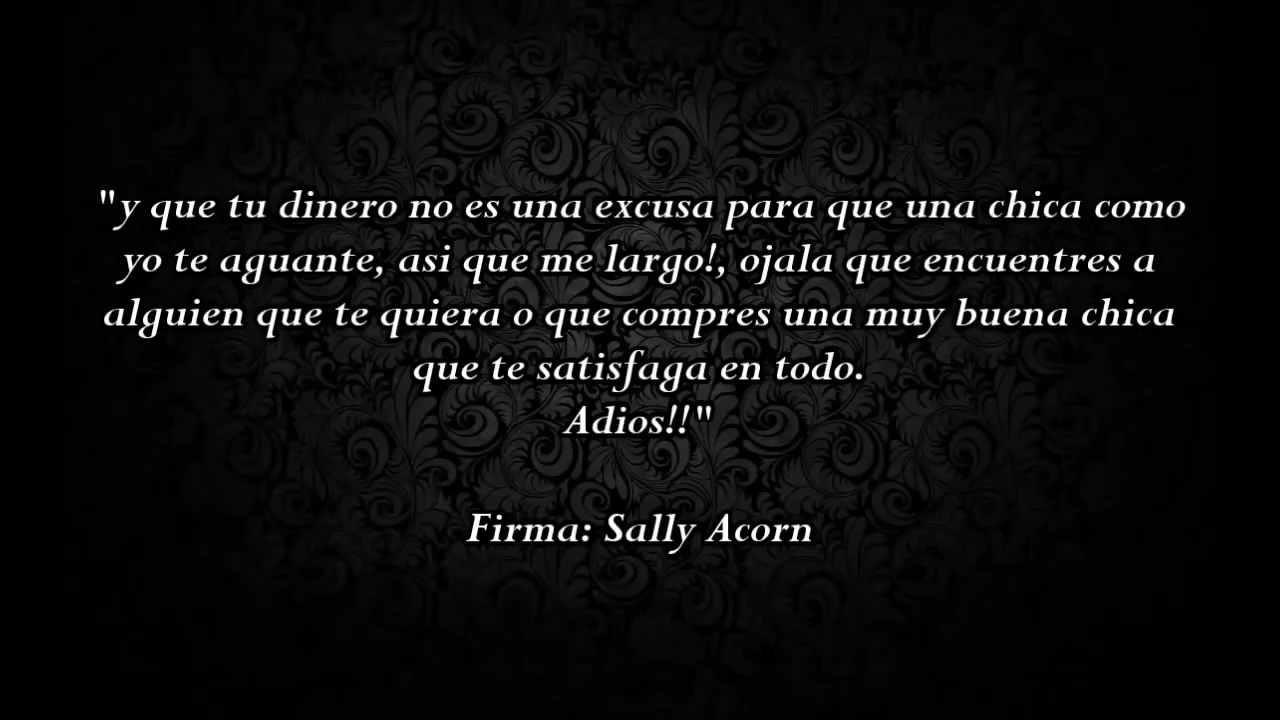 "y que tu dinero no es una excusa para que una chica como
yo te aguante, asi que me largo!, ojala que encuentres a
alguien que te quiera o que compres una muy buena chica
que te satisfaga en todo.
Adios!!"
Firma: Sally Acorn